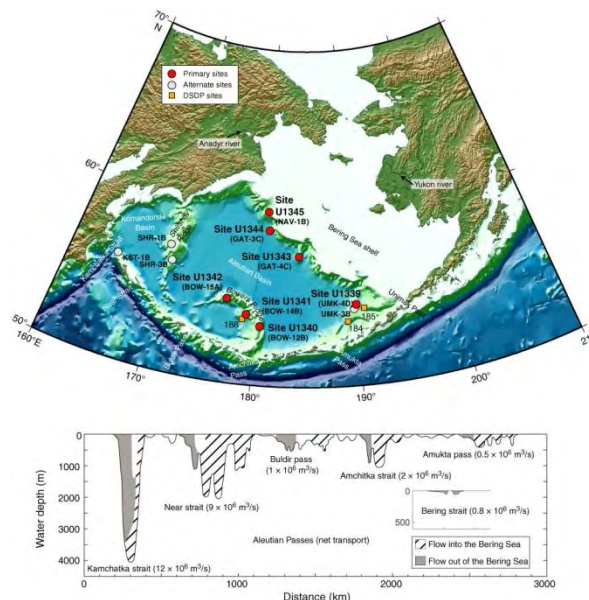 70°
N
Primary sites
Alternate sites
DSDP sites
Anadyr river
60°
Yukon river
Site
U1345
(NAV-1B)
Site U1344
(GAT-3C)
Bering Sea shelf
Komandorskie
Basin
SHR-1B
KST-1B
SHR-3B
Site U1343
(GAT-4C)
Aleutian Basin
Site U1342
(BOW-15A)
Site U1341
(BOW-14B)
Site U1339
(UMK-4D)
UMK-3B
185
184
188
Site U1340
(BOW-12B)
Pass
Pass
50°
160°E
170°
180°
190°
200°
0
1000
2000
3000
4000
Water depth (m)
Buldir pass
(1 × 10⁶ m³/s)
Amukta pass (0.5 × 10⁶ m³/s)
Amchitka strait (2 × 10⁶ m³/s)
Near strait (9 × 10⁶ m³/s)
0
500
Bering strait (0.8 × 10⁶ m³/s)
Aleutian Passes (net transport)
Flow into the Bering Sea
Flow out of the Bering Sea
Kamchatka strait (12 × 10⁶ m³/s)
0
1000
2000
3000
Distance (km)